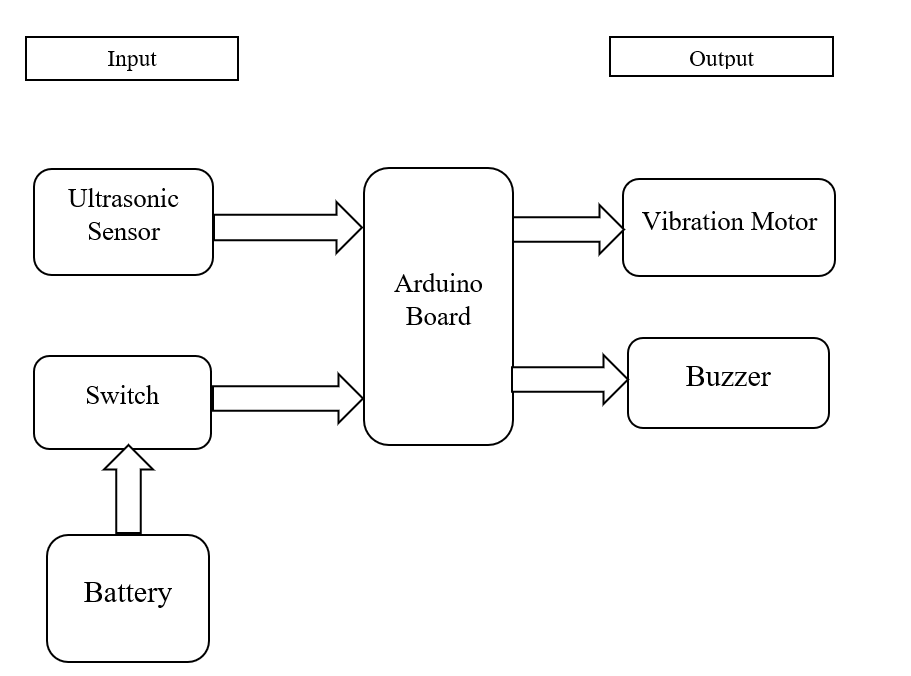 Input
Output
Ultrasonic
Sensor
Arduino
Board
Vibration Motor
Switch
Buzzer
Battery